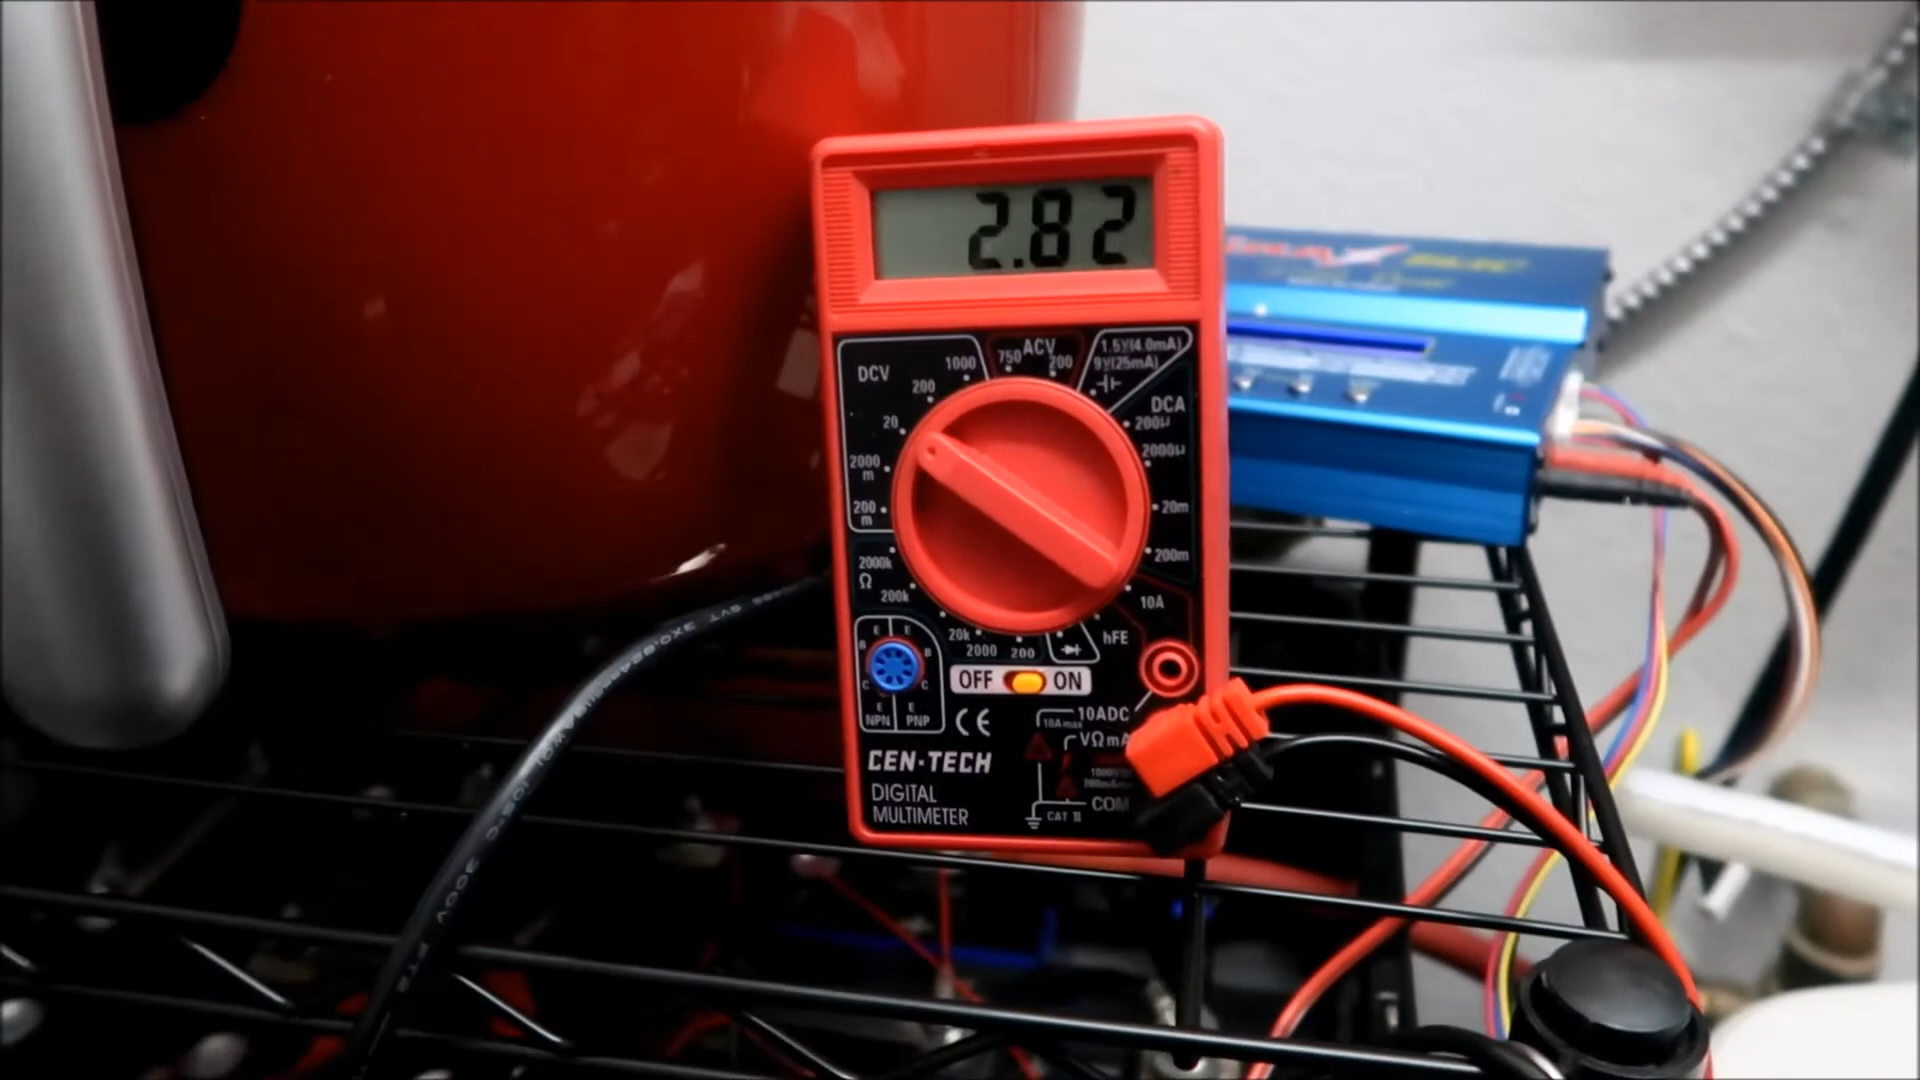 2.82
DCV
1000
750
ACV
200
1.5V(4.0mA)
9V(25mA)
200
20
2000
m
200
m
DCA
200µ
2000µ
20m
200m
10A
2000k
Ω
200k
20k
2000
200
hFE
E E
B B
C C
E E
NPN PNP
OFF ON
CE
10ADC
10A max
VΩmA
CEN-TECH
DIGITAL
MULTIMETER
COM
CAT II